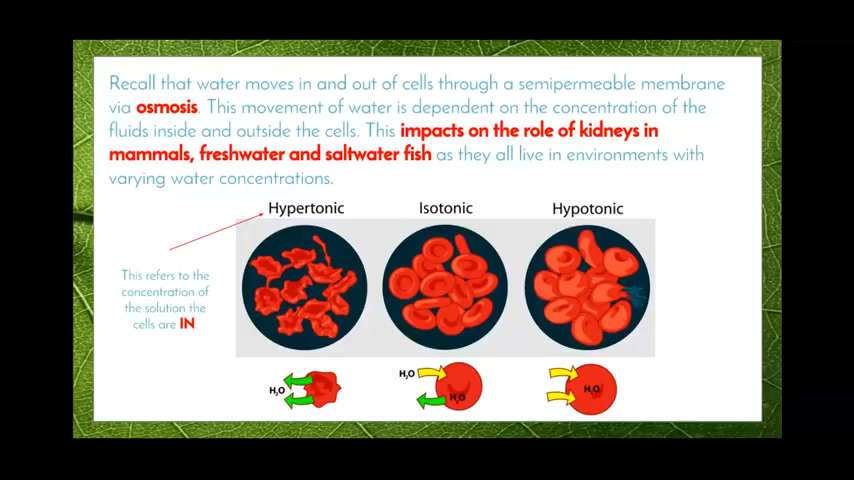 Recall that water moves in and out of cells through a semipermeable membrane
via osmosis. This movement of water is dependent on the concentration of the
fluids inside and outside the cells. This impacts on the role of kidneys in
mammals, freshwater and saltwater fish as they all live in environments with
varying water concentrations.
Hypertonic
Isotonic
Hypotonic
This refers to the
concentration of
the solution the
cells are IN
H₂O
H₂O
H₂O
H₂O